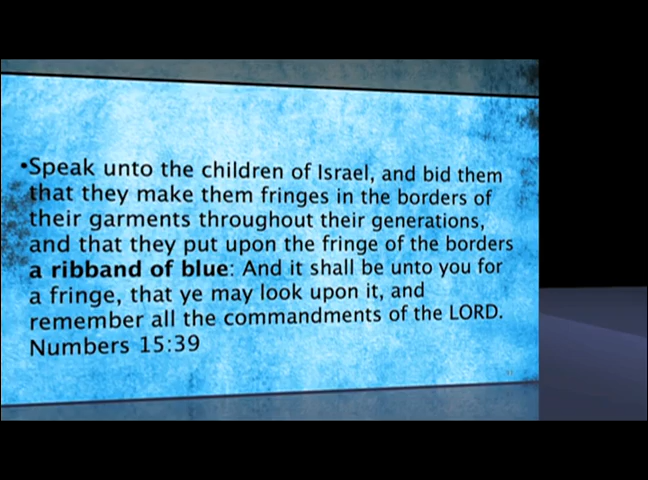 •Speak unto the children of Israel, and bid them
that they make them fringes in the borders of
their garments throughout their generations,
and that they put upon the fringe of the borders
a ribband of blue: And it shall be unto you for
a fringe, that ye may look upon it, and
remember all the commandments of the LORD.
Numbers 15:39